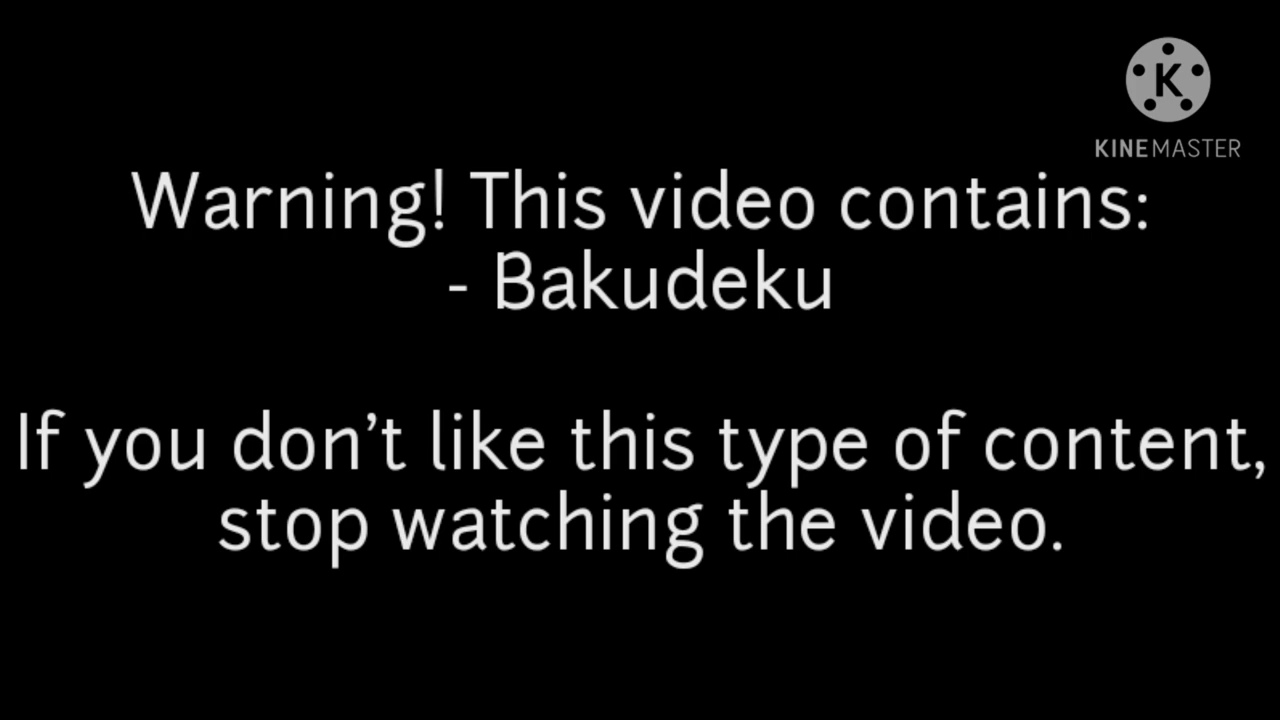 K
KINEMASTER
Warning! This video contains:
- Bakudeku
If you don't like this type of content,
stop watching the video.